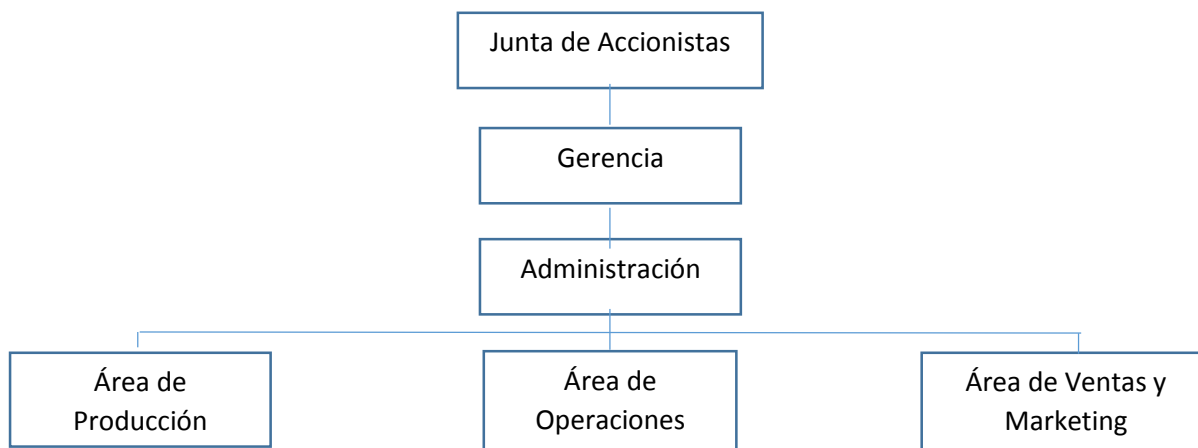 Junta de Accionistas
Gerencia
Administración
Área de
Producción
Área de
Operaciones
Área de Ventas y
Marketing